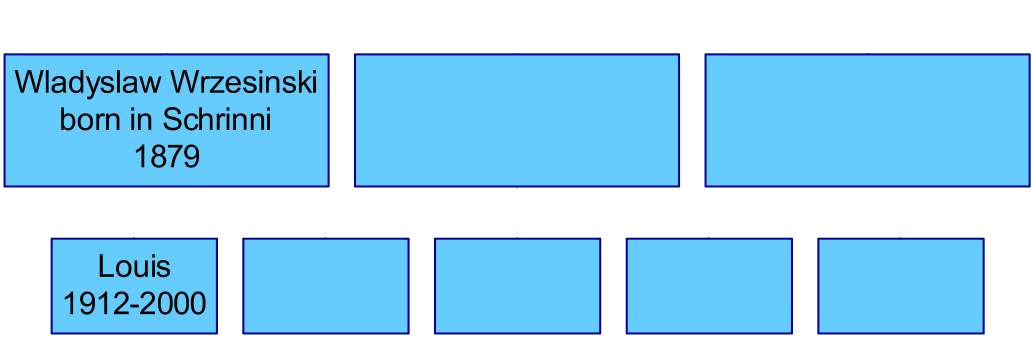 Wladyslaw Wrzesinski
born in Schrinni
1879
Louis
1912-2000